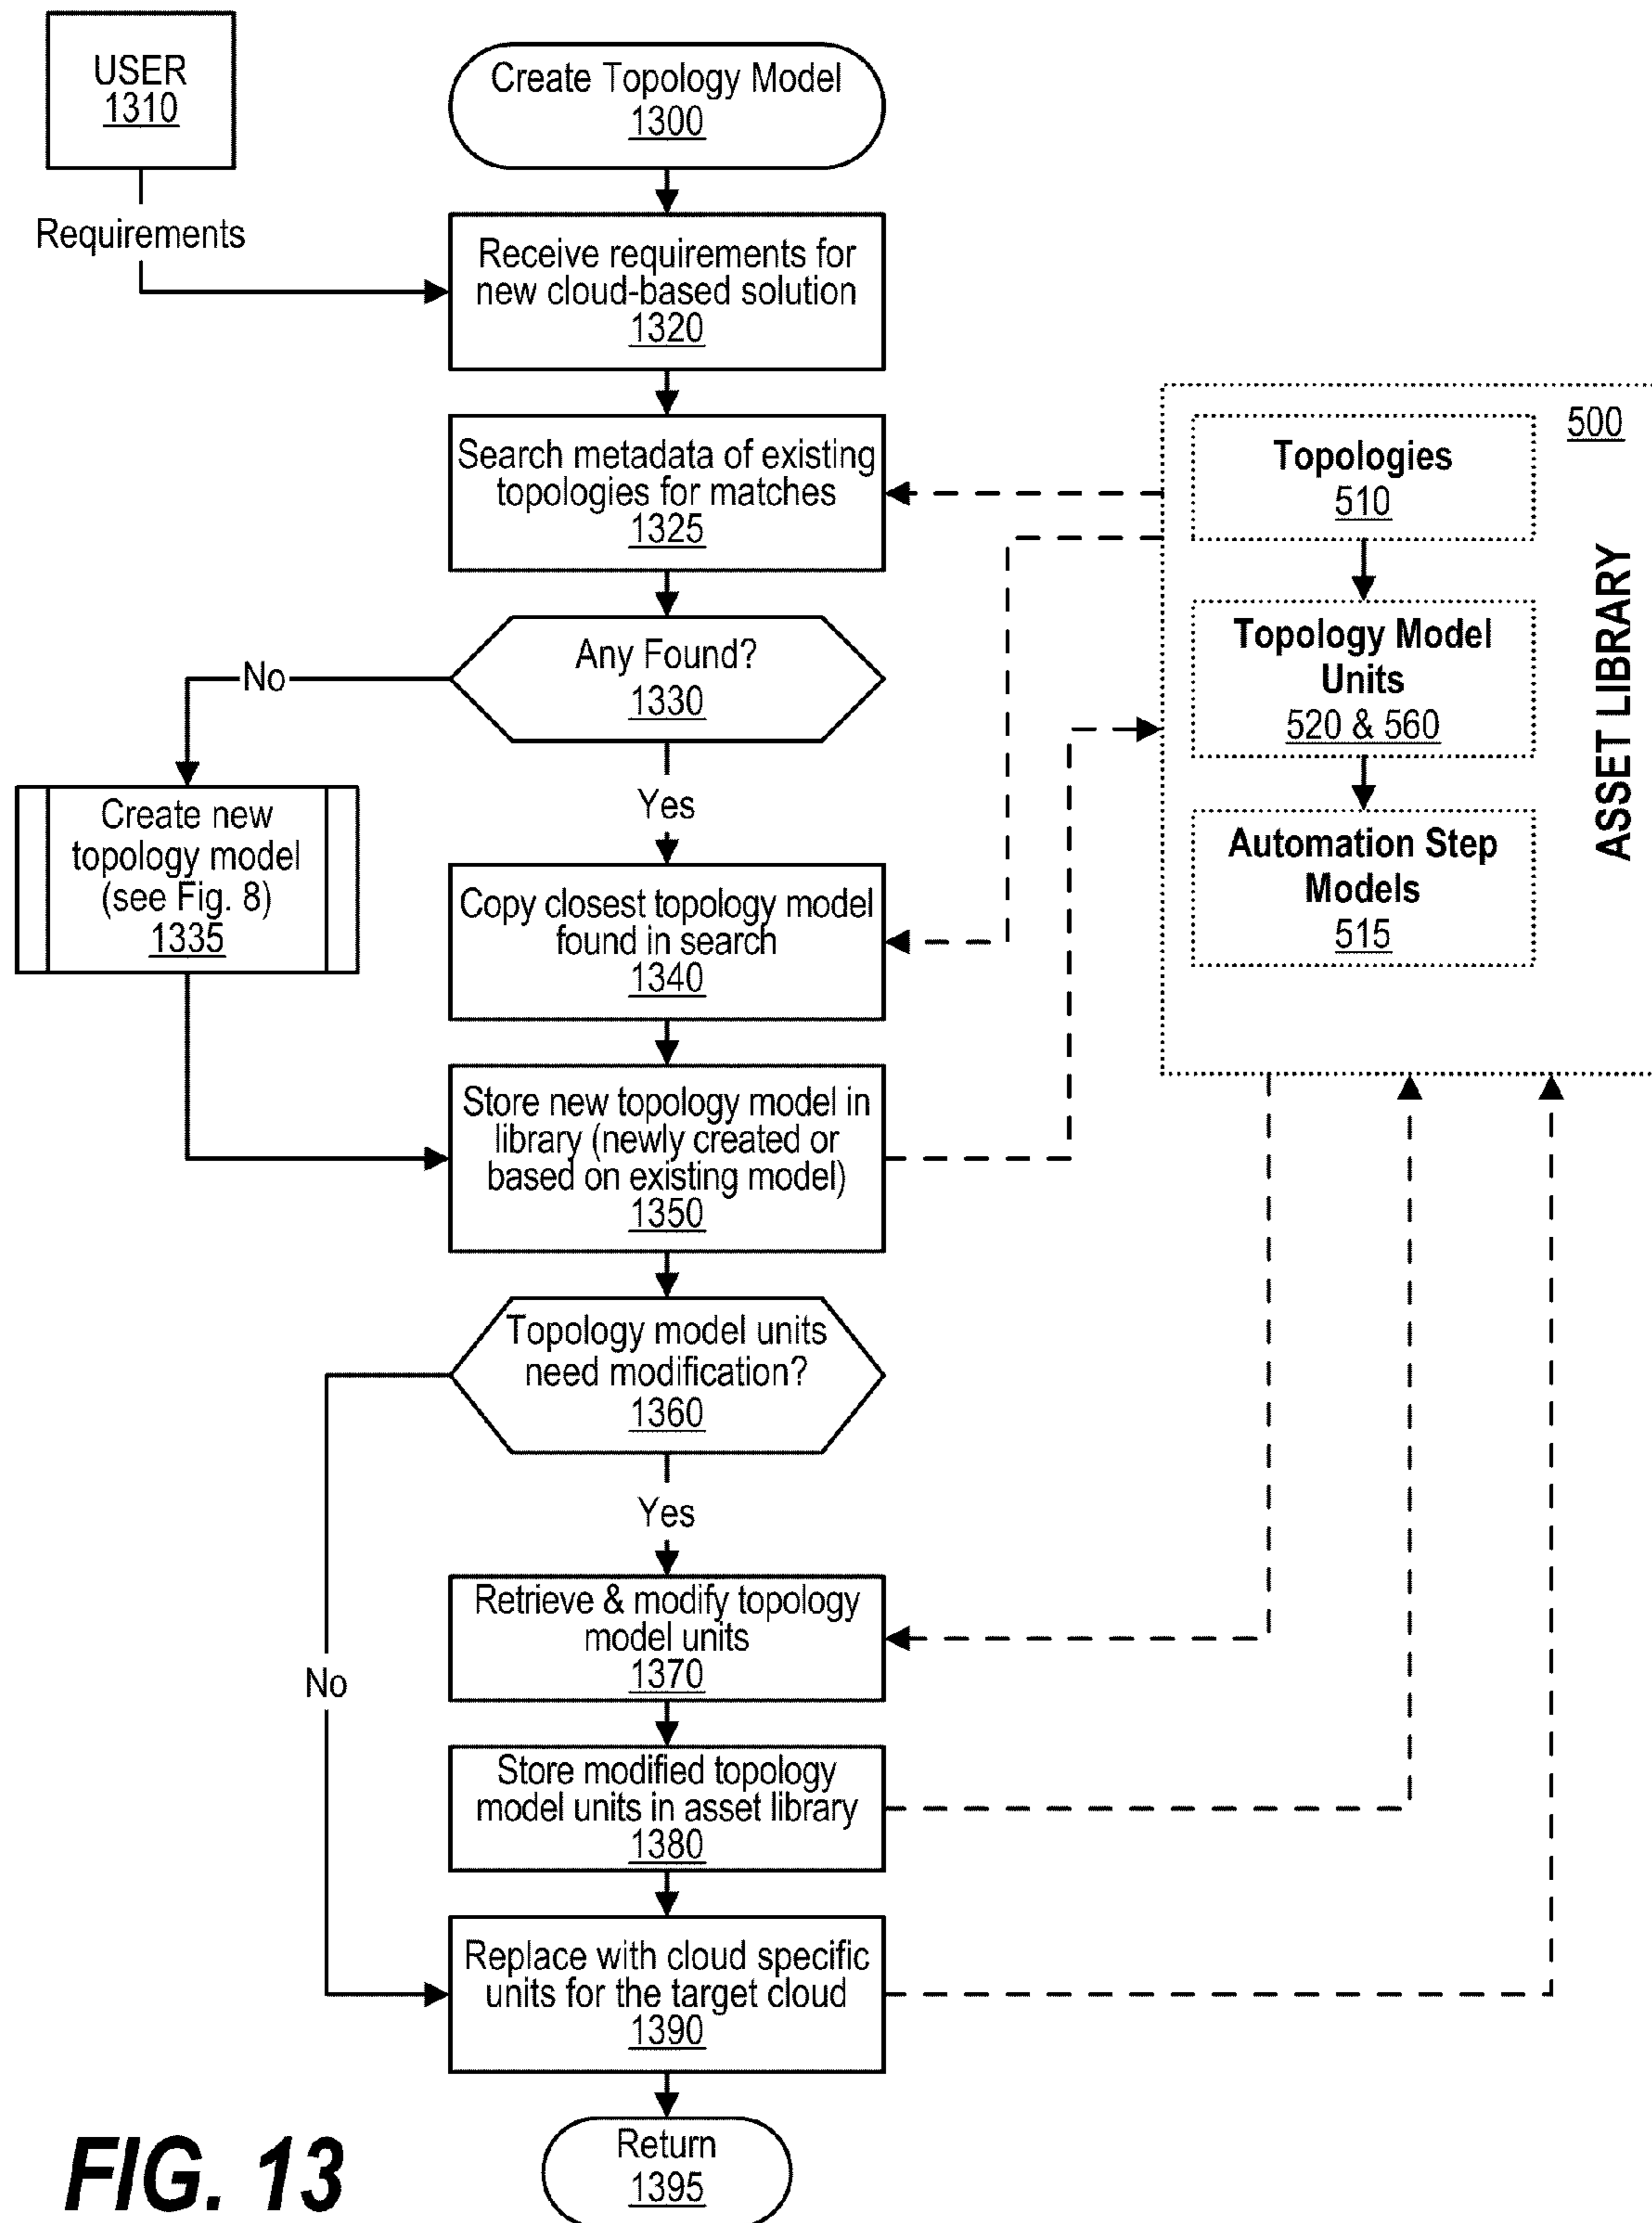 USER
1310
Requirements
Create Topology Model
1300
Receive requirements for
new cloud-based solution
1320
Search metadata of existing
topologies for matches
1325
Any Found?
1330
No
Yes
Create new
topology model
(see Fig. 8)
1335
Copy closest topology model
found in search
1340
Store new topology model in
library (newly created or
based on existing model)
1350
Topology model units
need modification?
1360
Yes
No
Retrieve & modify topology
model units
1370
Store modified topology
model units in asset library
1380
Replace with cloud specific
units for the target cloud
1390
Return
1395
500
Topologies
510
Topology Model
Units
520 & 560
Automation Step
Models
515
ASSET LIBRARY
FIG. 13